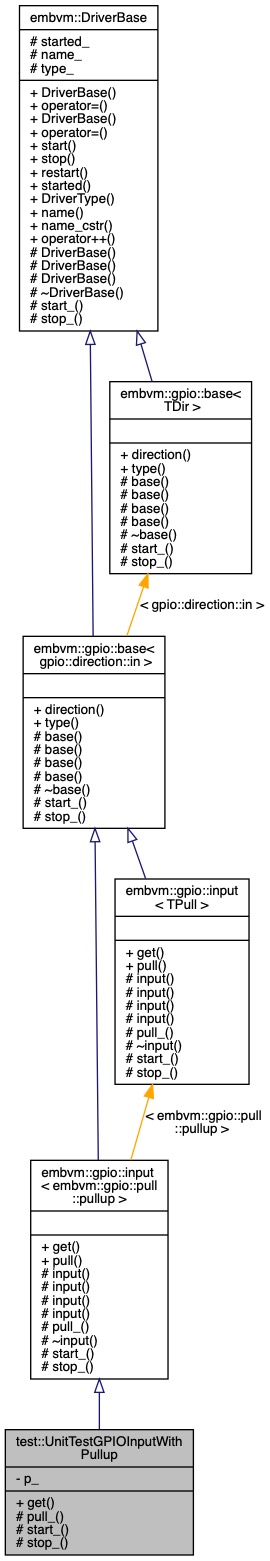 embvm::DriverBase
# started_
# name_
# type_
+ DriverBase()
+ operator=()
+ DriverBase()
+ operator=()
+ start()
+ stop()
+ restart()
+ started()
+ DriverType()
+ name()
+ name_cstr()
+ operator++()
# DriverBase()
# DriverBase()
# DriverBase()
# ~DriverBase()
# start_()
# stop_()
embvm::gpio::base<
TDir >
+ direction()
+ type()
# base()
# base()
# base()
# base()
# ~base()
# start_()
# stop_()
< gpio::direction::in >
embvm::gpio::base<
gpio::direction::in >
+ direction()
+ type()
# base()
# base()
# base()
# base()
# ~base()
# start_()
# stop_()
embvm::gpio::input
< TPull >
+ get()
+ pull()
# input()
# input()
# input()
# input()
# pull_()
# ~input()
# start_()
# stop_()
< embvm::gpio::pull
::pullup >
embvm::gpio::input
< embvm::gpio::pull
::pullup >
+ get()
+ pull()
# input()
# input()
# input()
# input()
# pull_()
# ~input()
# start_()
# stop_()
test::UnitTestGPIOInputWith
Pullup
- p_
+ get()
# pull_()
# start_()
# stop_()